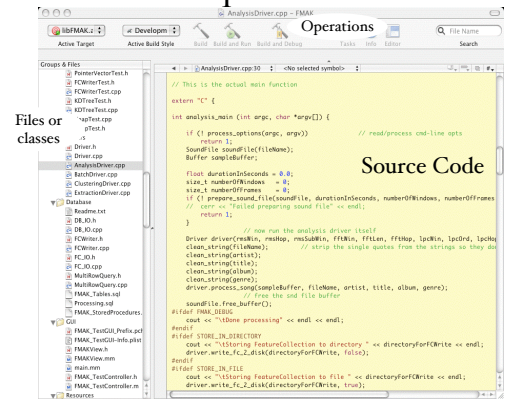 AnalysisDriver.cpp – FMAK
Operations
libFMAK.a
Developm
File Name
Active Target
Active Build Style
Build
Build and Run
Build and Debug
Tasks
Info
Editor
Search
Groups & Files
AnalysisDriver.cpp:30
<No selected symbol>
PointerVectorTest.h
FCWriterTest.h
FCWriterTest.cpp
KDTreeTest.h
KDTreeTest.cpp
apTest.cpp
pTest.h
Files or
classes
Driver.h
Driver.cpp
AnalysisDriver.cpp
BatchDriver.cpp
ClusteringDriver.cpp
ExtractionDriver.cpp
Database
Readme.txt
DB_IO.h
DB_IO.cpp
FCWriter.h
FCWriter.cpp
FC_IO.h
FC_IO.cpp
MultiRowQuery.h
MultiRowQuery.cpp
FMAK_Tables.sql
Processing.sql
FMAK_StoredProcedures.
GUI
FMAK_TestGUI_Prefix.pch
FMAK_TestGUI-Info.plist
FMAKView.h
FMAKView.mm
main.mm
FMAK_TestController.h
FMAK_TestController.m
Resources
Source Code
// This is the actual main function
extern "C" {
int analysis_main (int argc, char *argv[]) {
if (! process_options(argc, argv)) // read/process cmd-line opts
return 1;
SoundFile soundFile(fileName);
Buffer sampleBuffer;
float durationInSeconds = 0.0;
size_t numberOfWindows = 0;
size_t numberOfFrames = 0;
if (! prepare_sound_file(soundFile, durationInSeconds, numberOfWindows, numberOfFrames
// cerr << "Failed preparing sound file" << endl;
return 1;
}
// now run the analysis driver itself
Driver driver(rmsWin, rmsHop, rmsSubWin, fftWin, fftLen, fftHop, lpcWin, lpcOrd, lpcHop
clean_string(fileName); // strip the single quotes from the strings so they do
clean_string(artist);
clean_string(title);
clean_string(album);
clean_string(genre);
driver.process_song(sampleBuffer, fileName, artist, title, album, genre);
// free the snd file buffer
soundFile.free_buffer();
#ifdef FMAK_DEBUG
cout << "\tDone processing" << endl << endl;
#endif
#ifdef STORE_IN_DIRECTORY
cout << "\tStoring FeatureCollection to directory " << directoryForFCWrite << endl;
driver.write_fc_2_disk(directoryForFCWrite, false);
#endif
#ifdef STORE_IN_FILE
cout << "\tStoring FeatureCollection to file " << directoryForFCWrite << endl;
driver.write_fc_2_disk(directoryForFCWrite, true);